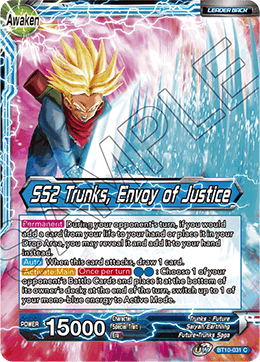 LEADER BACK
Awaken
SS2 Trunks, Envoy of Justice
Permanent During your opponent's turn, if you would
add a card from your life to your hand or place it in your
Drop Area, you may reveal it and add it to your hand
instead.
Auto When this card attacks, draw 1 card.
Activate:Main Once per turn : Choose 1 of your
opponent's Battle Cards and place it at the bottom
of its owner's deck; at the end of the turn, switch up to 1 of
your mono-blue energy to Active Mode.
POWER 15000
Character Trunks : Future
Special Trait Saiyan/Earthling
Era Future Trunks Saga
BT10-031 C
SAMPLE